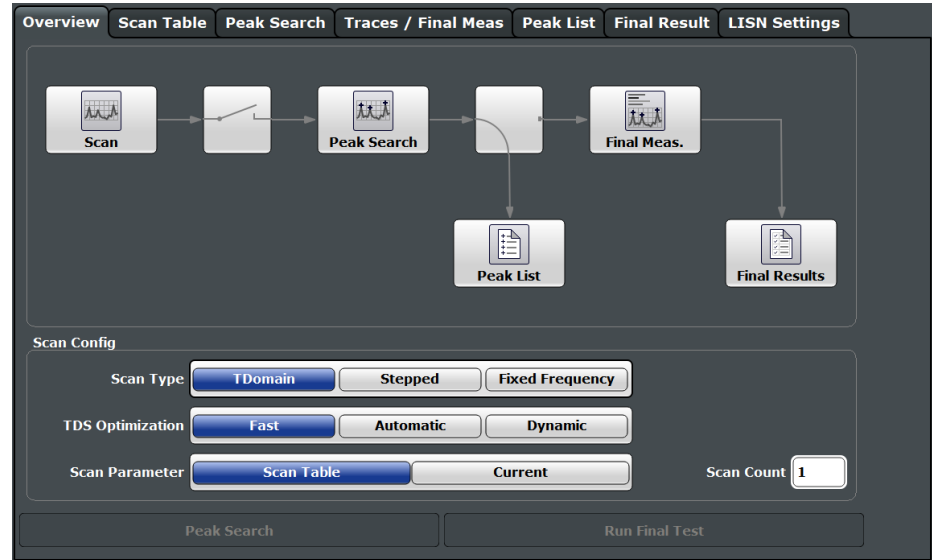 Overview Scan Table Peak Search Traces / Final Meas Peak List Final Result LISN Settings
Scan Peak Search Final Meas.
Peak List Final Results
Scan Config
Scan Type TDomain Stepped Fixed Frequency
TDS Optimization Fast Automatic Dynamic
Scan Parameter Scan Table Current Scan Count 1
Peak Search Run Final Test